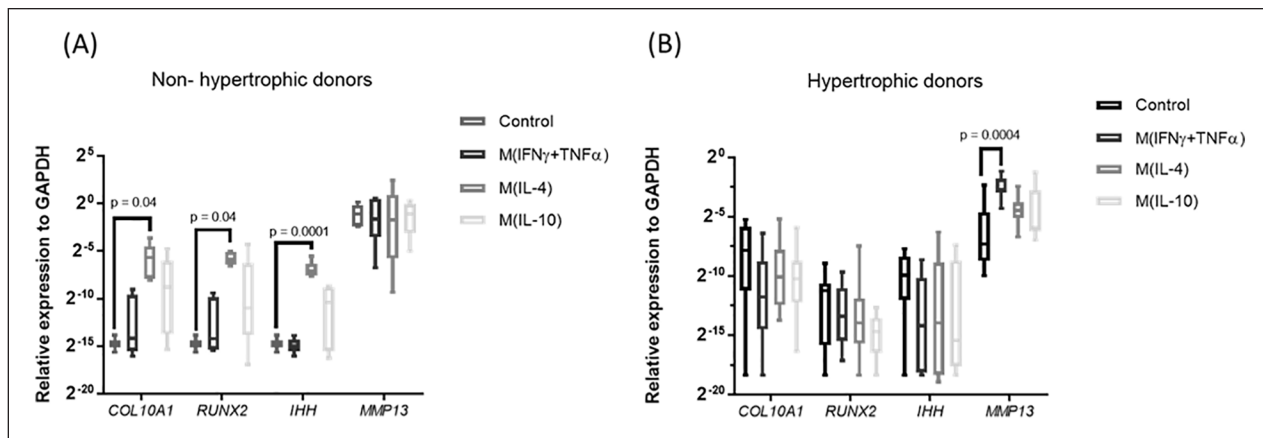 (A)
Non- hypertrophic donors
Control
M(IFNγ+TNFα)
M(IL-4)
M(IL-10)
Relative expression to GAPDH
2^5
2^0
2^-5
2^-10
2^-15
2^-20
p = 0.04
p = 0.04
p = 0.0001
COL10A1
RUNX2
IHH
MMP13
(B)
Hypertrophic donors
Control
M(IFNγ+TNFα)
M(IL-4)
M(IL-10)
Relative expression to GAPDH
2^0
2^-5
2^-10
2^-15
2^-20
p = 0.0004
COL10A1
RUNX2
IHH
MMP13